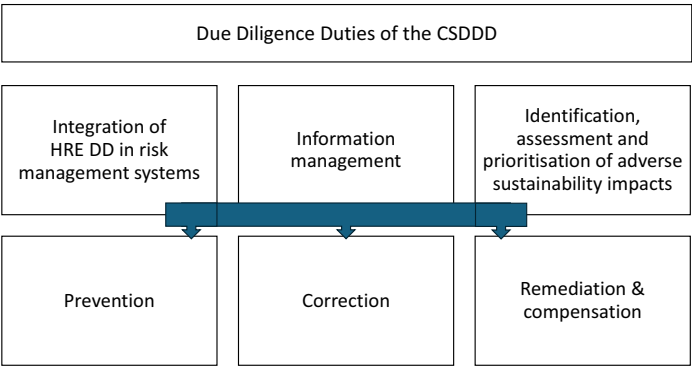 Due Diligence Duties of the CSDDD
Integration of
HRE DD in risk
management systems
Information
management
Identification,
assessment and
prioritisation of adverse
sustainability impacts
Prevention
Correction
Remediation &
compensation